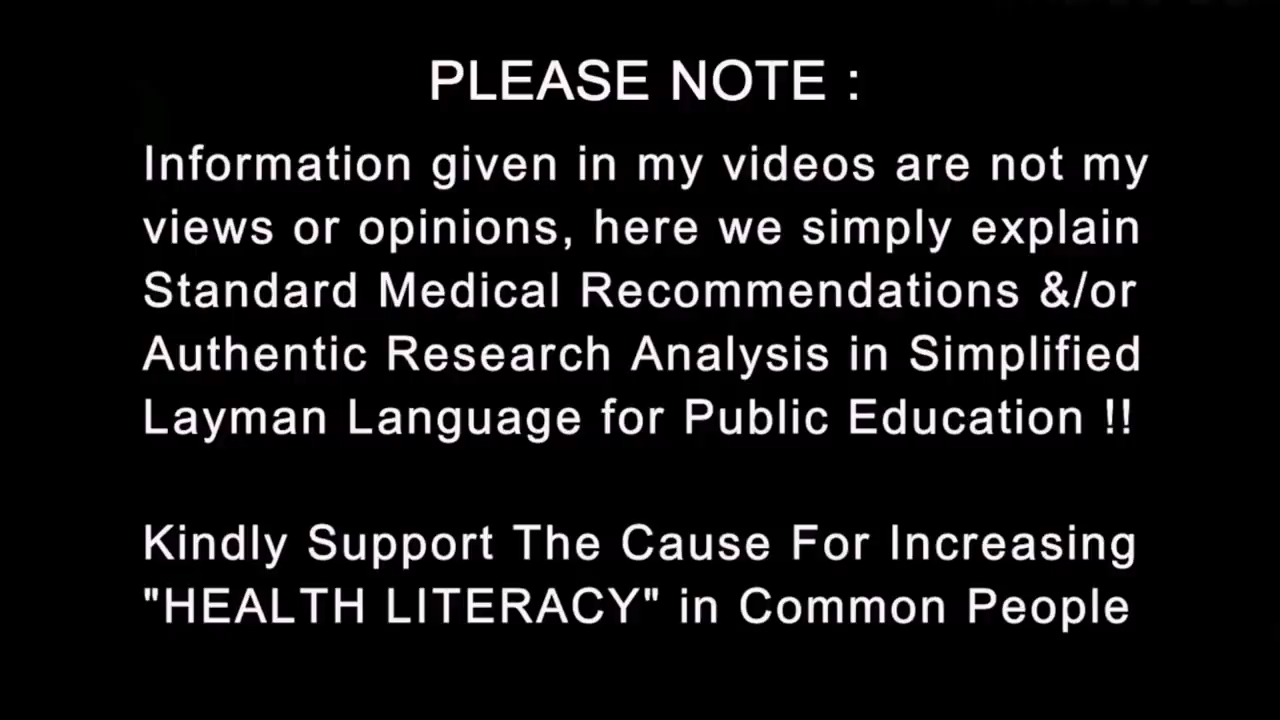 PLEASE NOTE :
Information given in my videos are not my
views or opinions, here we simply explain
Standard Medical Recommendations &/or
Authentic Research Analysis in Simplified
Layman Language for Public Education !!
Kindly Support The Cause For Increasing
"HEALTH LITERACY" in Common People